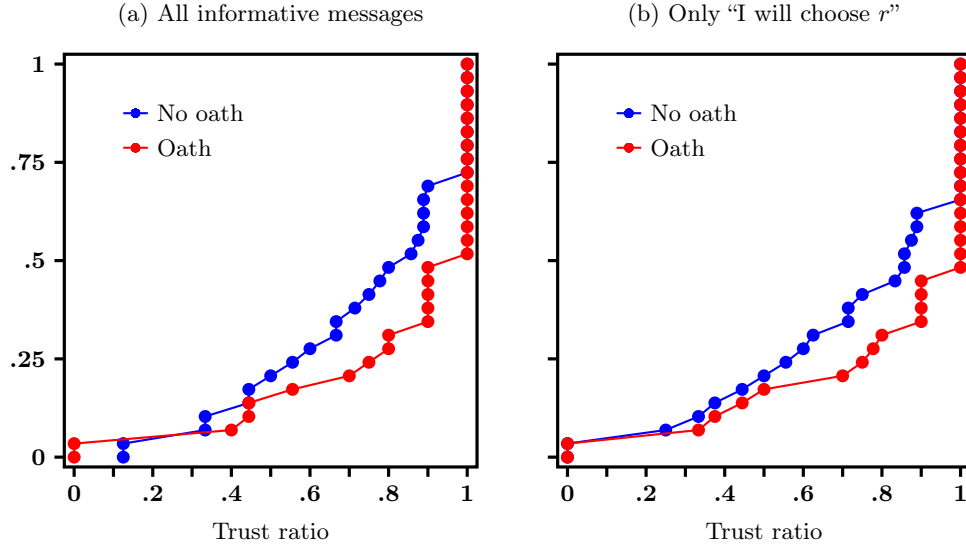 (a) All informative messages
(b) Only “I will choose r”
1
.75
.5
.25
0
No oath
Oath
No oath
Oath
0 .2 .4 .6 .8 1
0 .2 .4 .6 .8 1
Trust ratio
Trust ratio